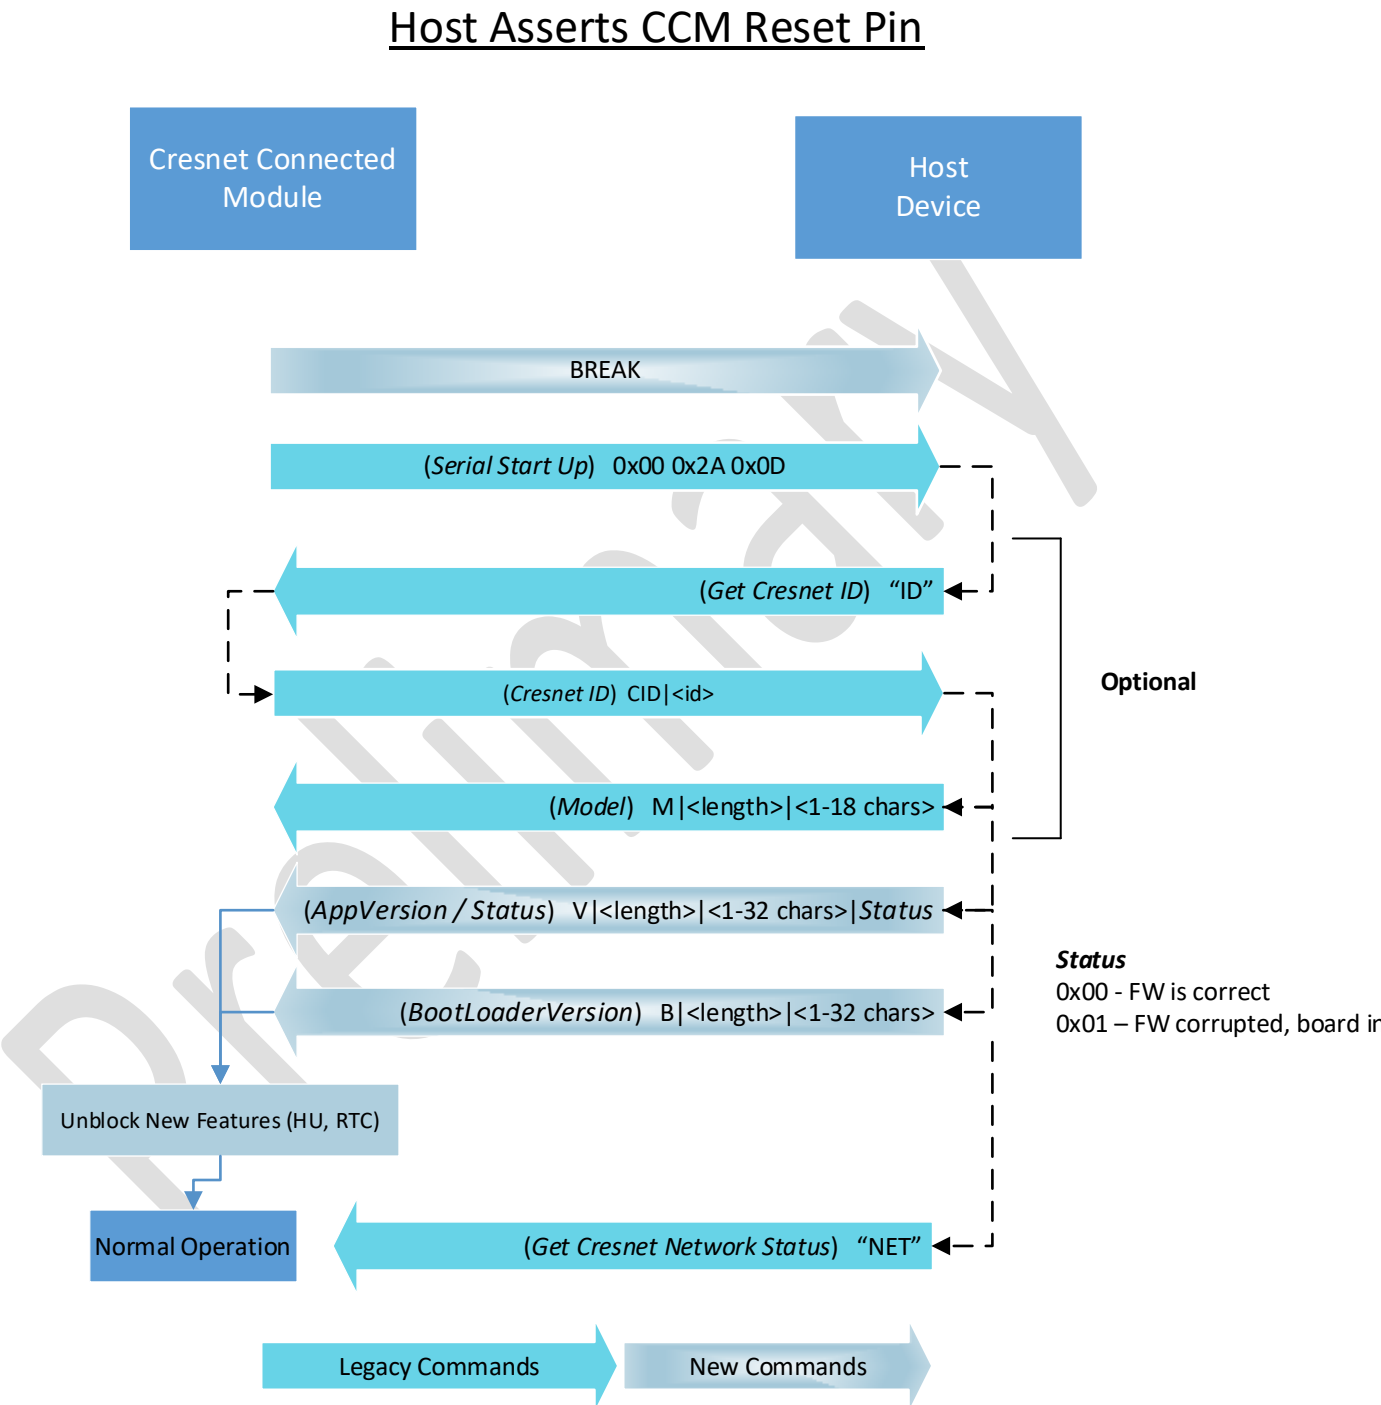 Host Asserts CCM Reset Pin
Cresnet Connected
Module
Host
Device
BREAK
(Serial Start Up) 0x00 0x2A 0x0D
(Get Cresnet ID) “ID”
(Cresnet ID) CID|<id>
Optional
(Model) M|<length>|<1-18 chars>
(AppVersion / Status) V|<length>|<1-32 chars>|Status
Status
0x00 - FW is correct
0x01 – FW corrupted, board in
(BootLoaderVersion) B|<length>|<1-32 chars>
Unblock New Features (HU, RTC)
Normal Operation
(Get Cresnet Network Status) “NET”
Legacy Commands
New Commands
Preliminary